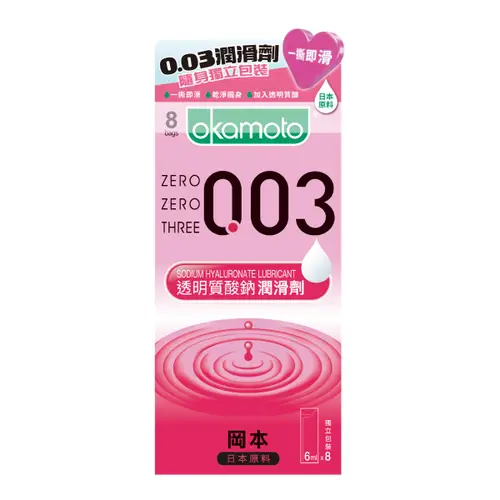 0.03潤滑劑
隨身獨立包裝
一撕即滑
一撕即滑 乾淨隨身 加入透明質酸
日本
原料
8
bags
okamoto
ZERO
ZERO
THREE
0.03
SODIUM HYALURONATE LUBRICANT
透明質酸鈉潤滑劑
岡本
日本原料
獨立包裝
6ml x 8